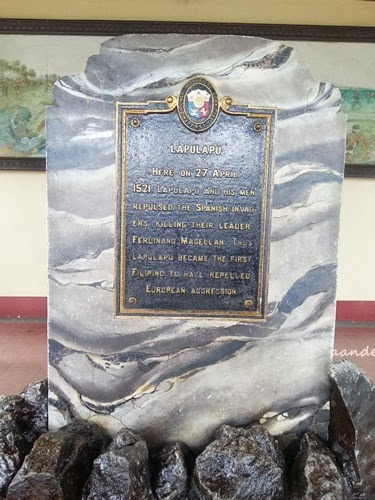 LAPULAPU
HERE ON 27 APRIL
1521 LAPULAPU AND HIS MEN
REPULSED THE SPANISH INVAD-
ERS KILLING THEIR LEADER
FERDINAND MAGELLAN. THUS
LAPULAPU BECAME THE FIRST
FILIPINO TO HAVE REPELLED
EUROPEAN AGGRESSION.